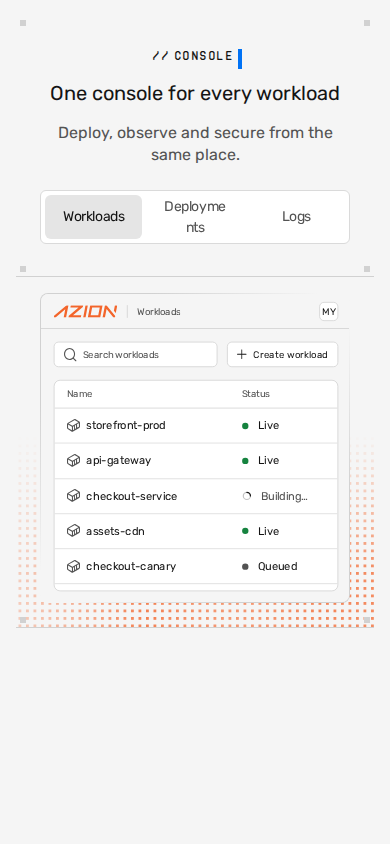 // CONSOLE
One console for every workload
Deploy, observe and secure from the
same place.
Workloads
Deployme
nts
Logs
AZION
Workloads
MY
Search workloads
Create workload
Name Status
storefront-prod Live
api-gateway Live
checkout-service Building…
assets-cdn Live
checkout-canary Queued